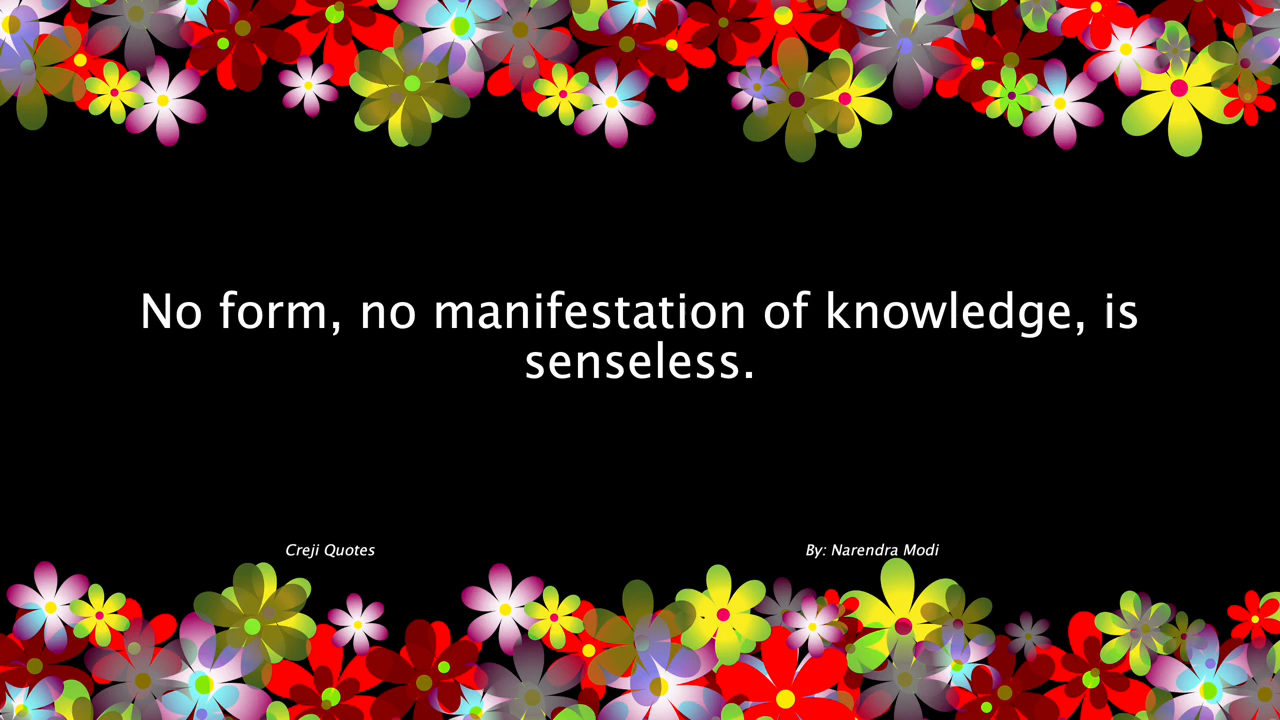 No form, no manifestation of knowledge, is
senseless.
Creji Quotes
By: Narendra Modi